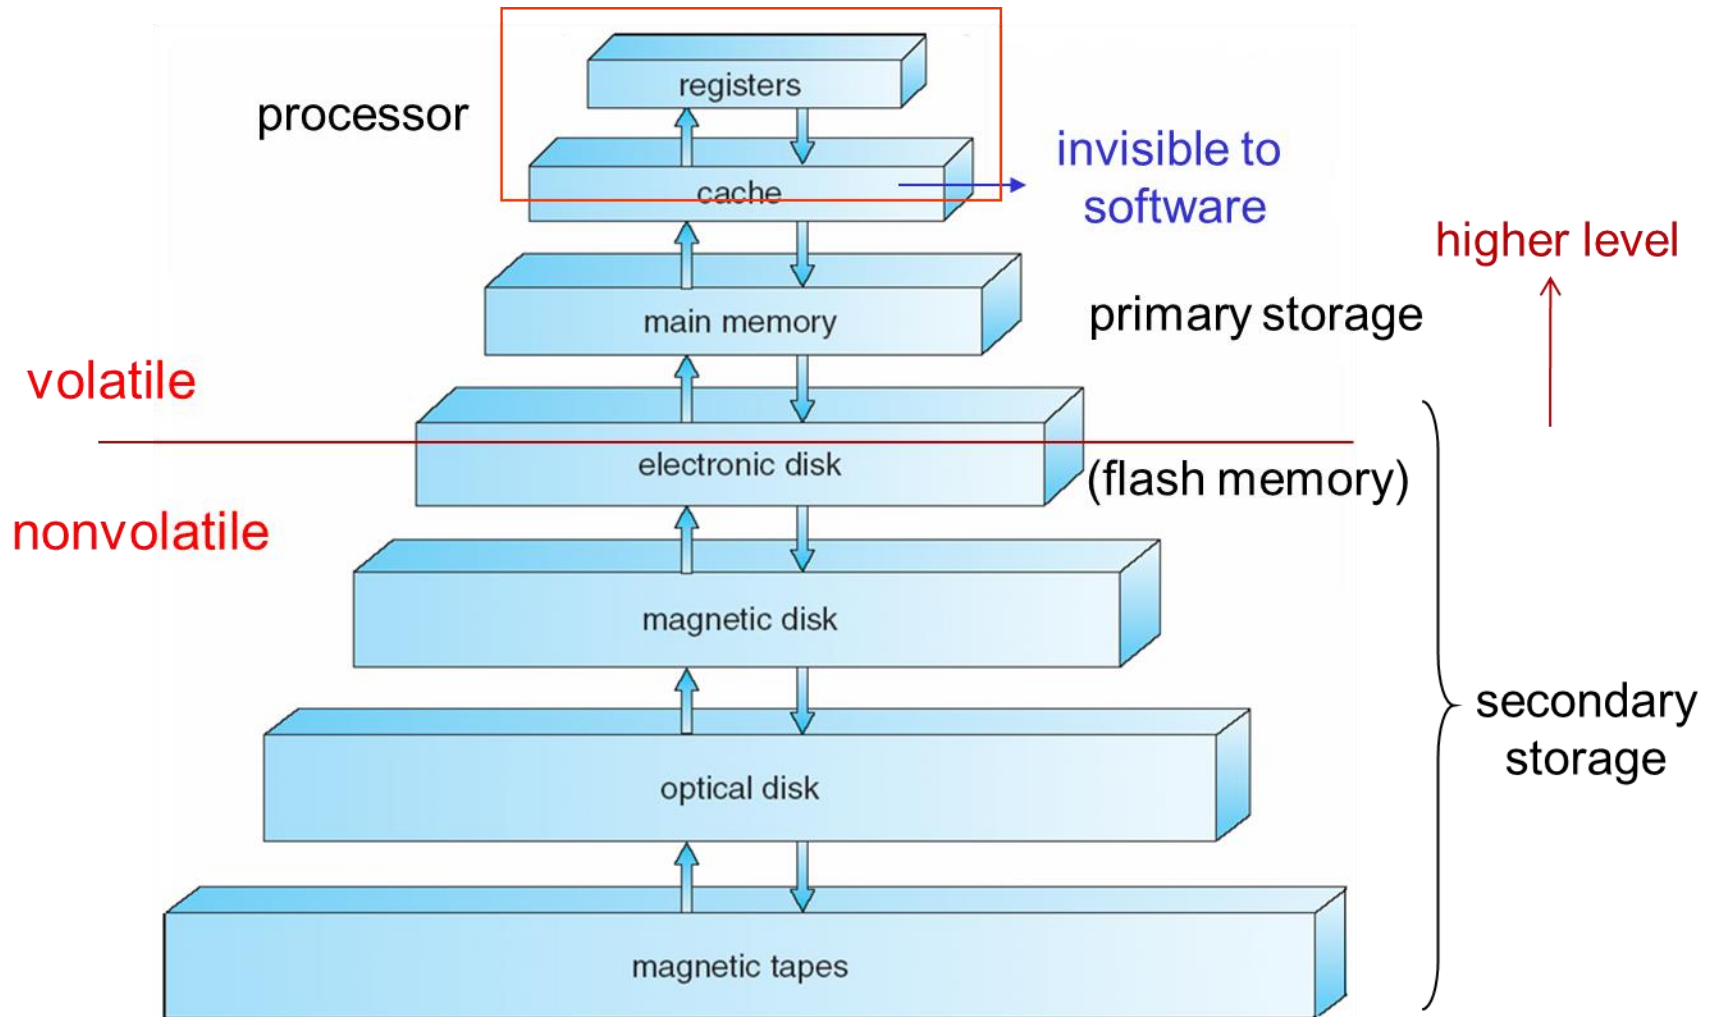 registers
processor
invisible to
software
cache
higher level
main memory
primary storage
volatile
electronic disk
(flash memory)
nonvolatile
magnetic disk
secondary
storage
optical disk
magnetic tapes